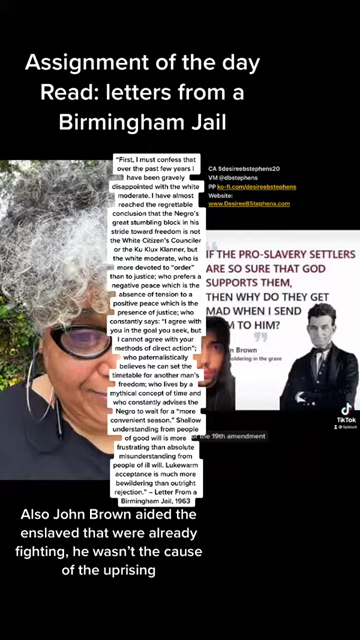 Assignment of the day
Read: letters from a
Birmingham Jail
"First, I must confess that
over the past few years I
have been gravely
disappointed with the white
moderate. I have almost
reached the regrettable
conclusion that the Negro's
great stumbling block in his
stride toward freedom is not
the White Citizen's Counciler
or the Ku Klux Klanner, but
the white moderate, who is
more devoted to "order"
than to justice; who prefers a
negative peace which is the
absence of tension to a
positive peace which is the
presence of justice; who
constantly says: "I agree with
you in the goal you seek, but
I cannot agree with your
methods of direct action";
who paternalistically
believes he can set the
timetable for another man's
freedom; who lives by a
mythical concept of time and
who constantly advises the
Negro to wait for a "more
convenient season." Shallow
understanding from people
of good will is more
frustrating than absolute
misunderstanding from
people of ill will. Lukewarm
acceptance is much more
bewildering than outright
rejection." – Letter From a
Birmingham Jail, 1963
CA $desireebstephens20
VM @dbstephens
PP ko-fi.com/desireebstephens
Website:
www.DesireeBStephens.com
IF THE PRO-SLAVERY SETTLERS
ARE SO SURE THAT GOD
SUPPORTS THEM,
THEN WHY DO THEY GET
MAD WHEN I SEND
TO HIM?
Brown
in the grave
the 19th amendment
TikTok
Also John Brown aided the
enslaved that were already
fighting, he wasn't the cause
of the uprising